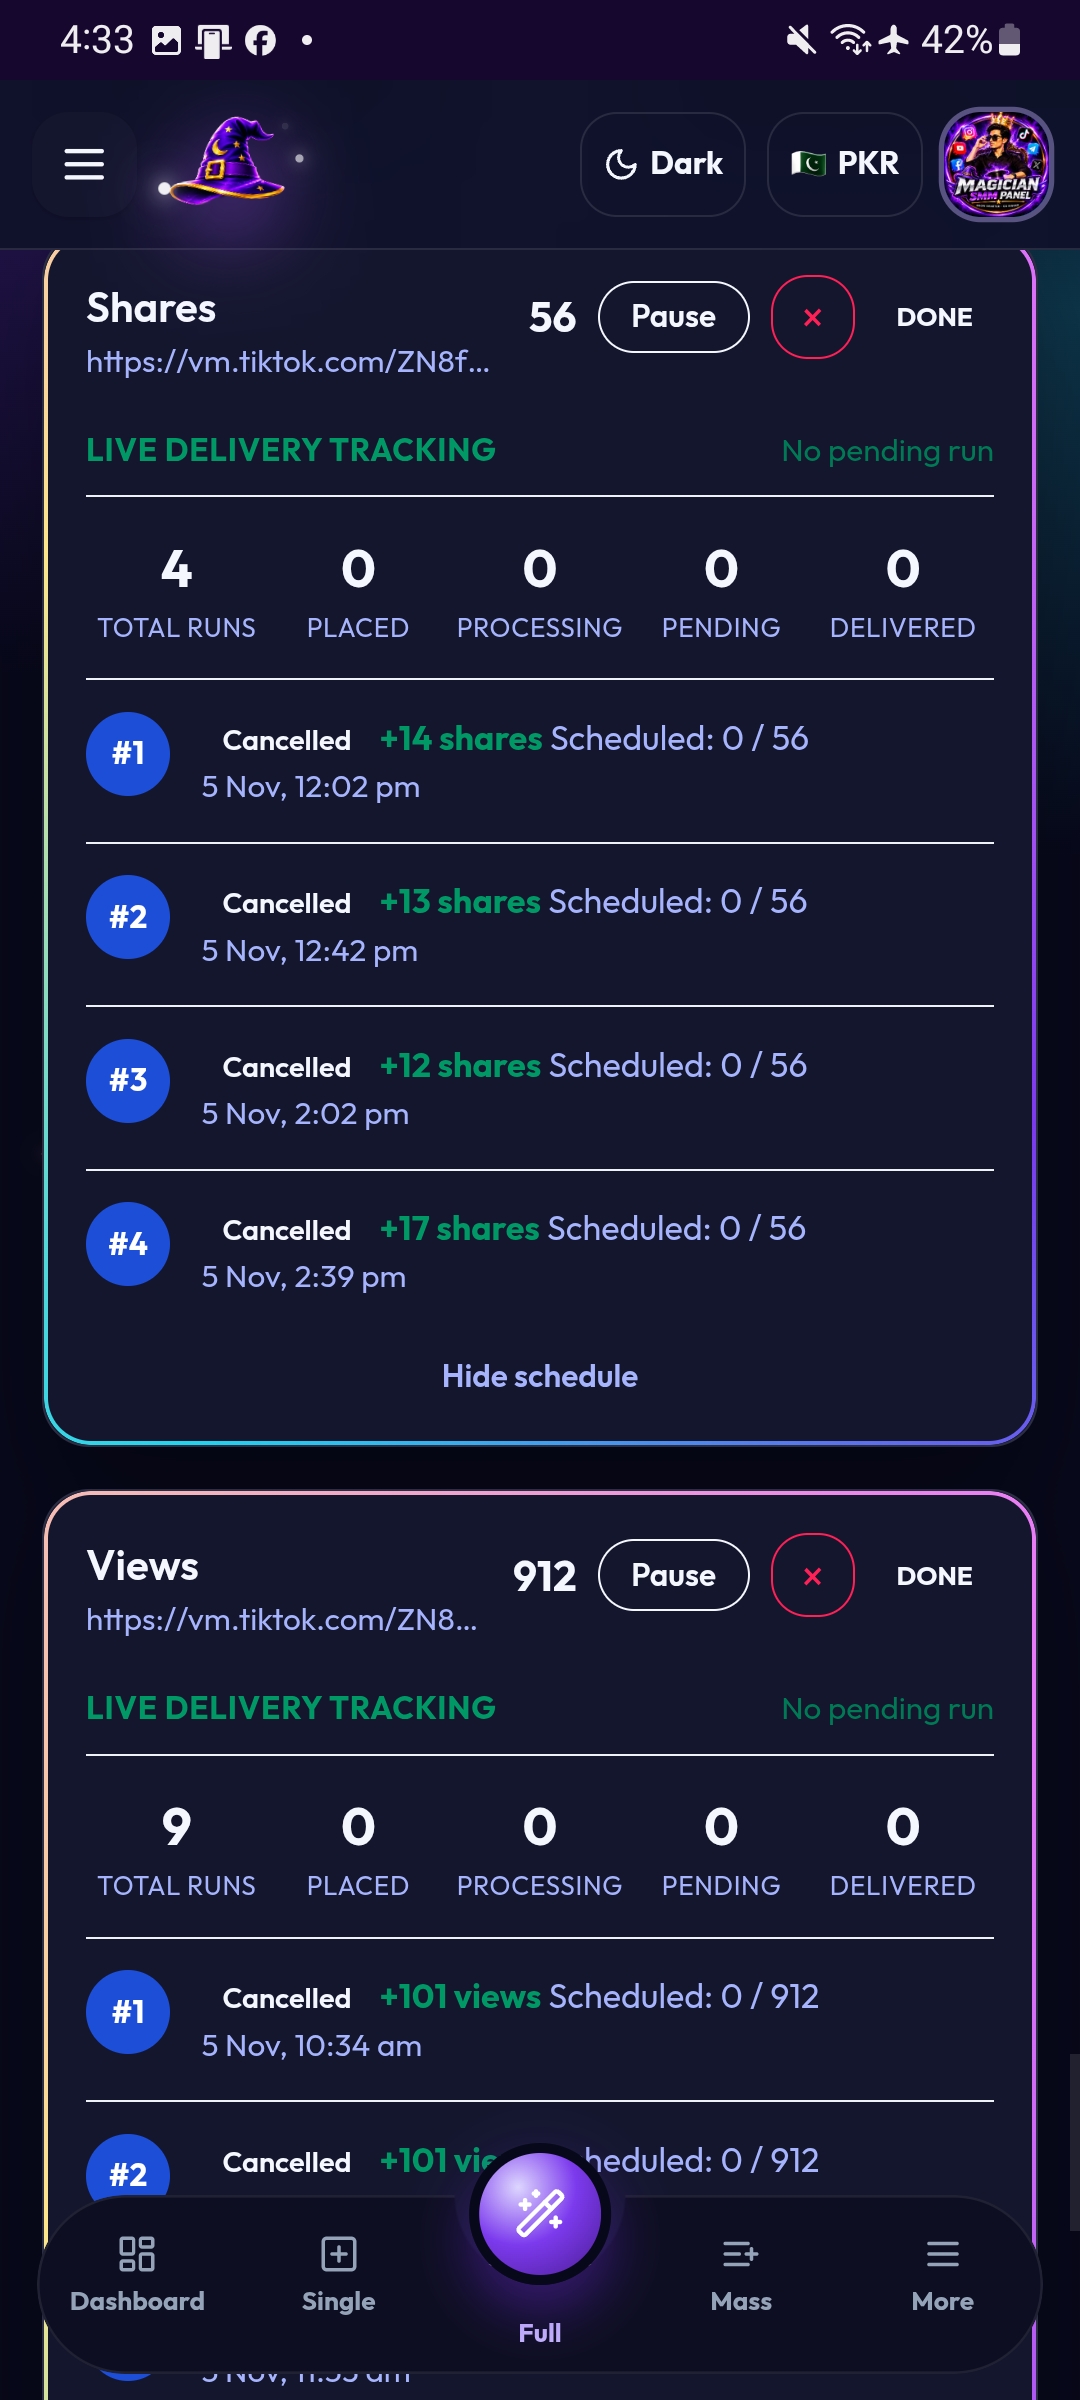 4:33 42%
Dark PKR
MAGICIAN
SMM PANEL
Shares 56 Pause × DONE
https://vm.tiktok.com/ZN8f...
LIVE DELIVERY TRACKING No pending run
4 0 0 0 0
TOTAL RUNS PLACED PROCESSING PENDING DELIVERED
#1 Cancelled +14 shares Scheduled: 0 / 56
5 Nov, 12:02 pm
#2 Cancelled +13 shares Scheduled: 0 / 56
5 Nov, 12:42 pm
#3 Cancelled +12 shares Scheduled: 0 / 56
5 Nov, 2:02 pm
#4 Cancelled +17 shares Scheduled: 0 / 56
5 Nov, 2:39 pm
Hide schedule
Views 912 Pause × DONE
https://vm.tiktok.com/ZN8...
LIVE DELIVERY TRACKING No pending run
9 0 0 0 0
TOTAL RUNS PLACED PROCESSING PENDING DELIVERED
#1 Cancelled +101 views Scheduled: 0 / 912
5 Nov, 10:34 am
#2 Cancelled +101 vie heduled: 0 / 912
Dashboard Single Full Mass More